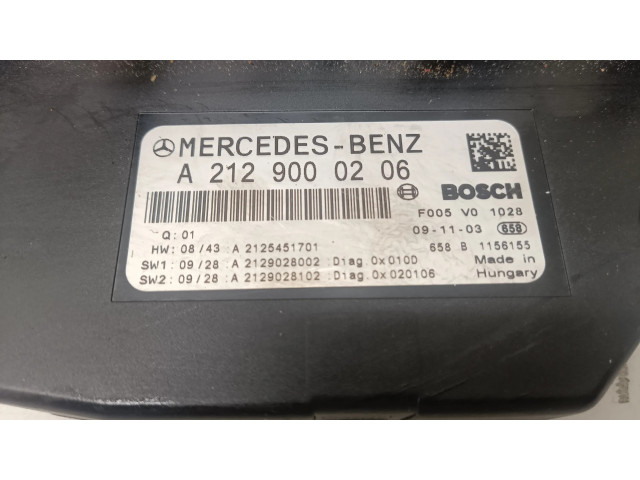 MERCEDES-BENZ
A 212 900 02 06
BOSCH
F005 V0 1028
Q: 01
09-11-03 658
HW: 08/43 :A 2125451701
658 B 1156155
SW1: 09/28 :A 2129028002 :Diag.0x010D
Made in
SW2: 09/28 :A 2129028102 :Diag.0x020106
Hungary